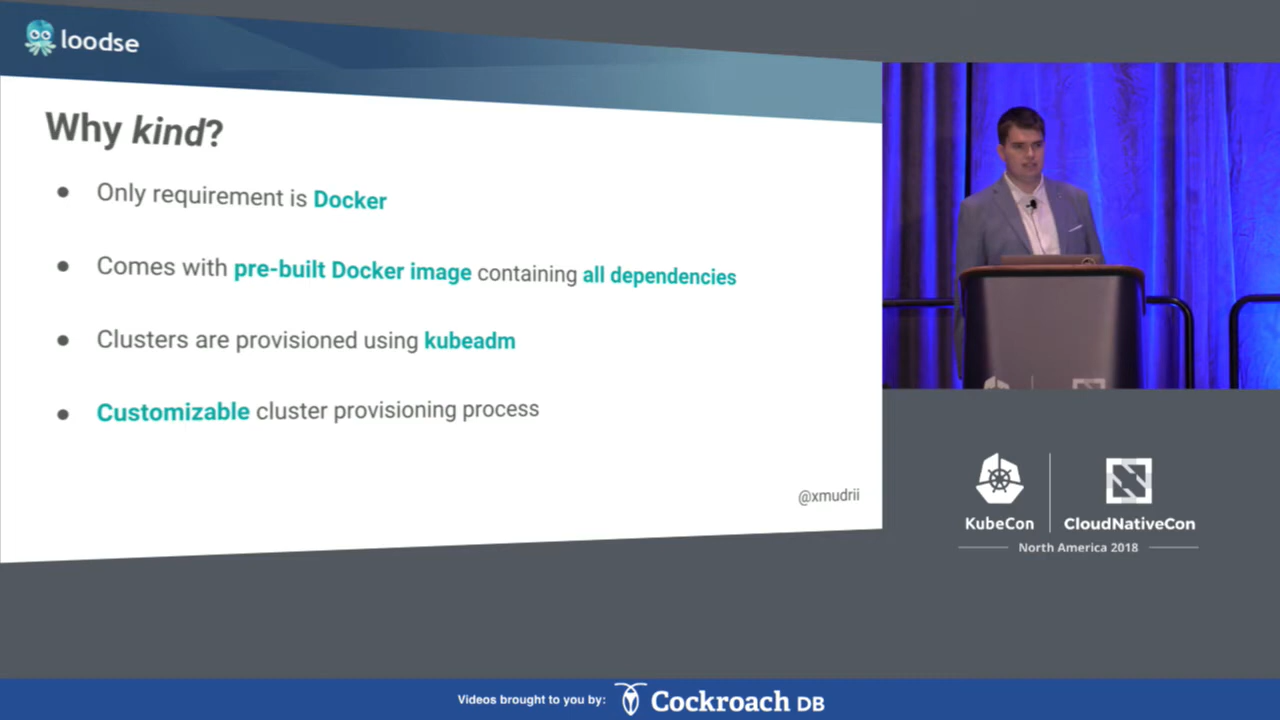 loodse
Why kind?
Only requirement is Docker
Comes with pre-built Docker image containing all dependencies
Clusters are provisioned using kubeadm
Customizable cluster provisioning process
@xmudrii
KubeCon
CloudNativeCon
North America 2018
Videos brought to you by:
Cockroach DB